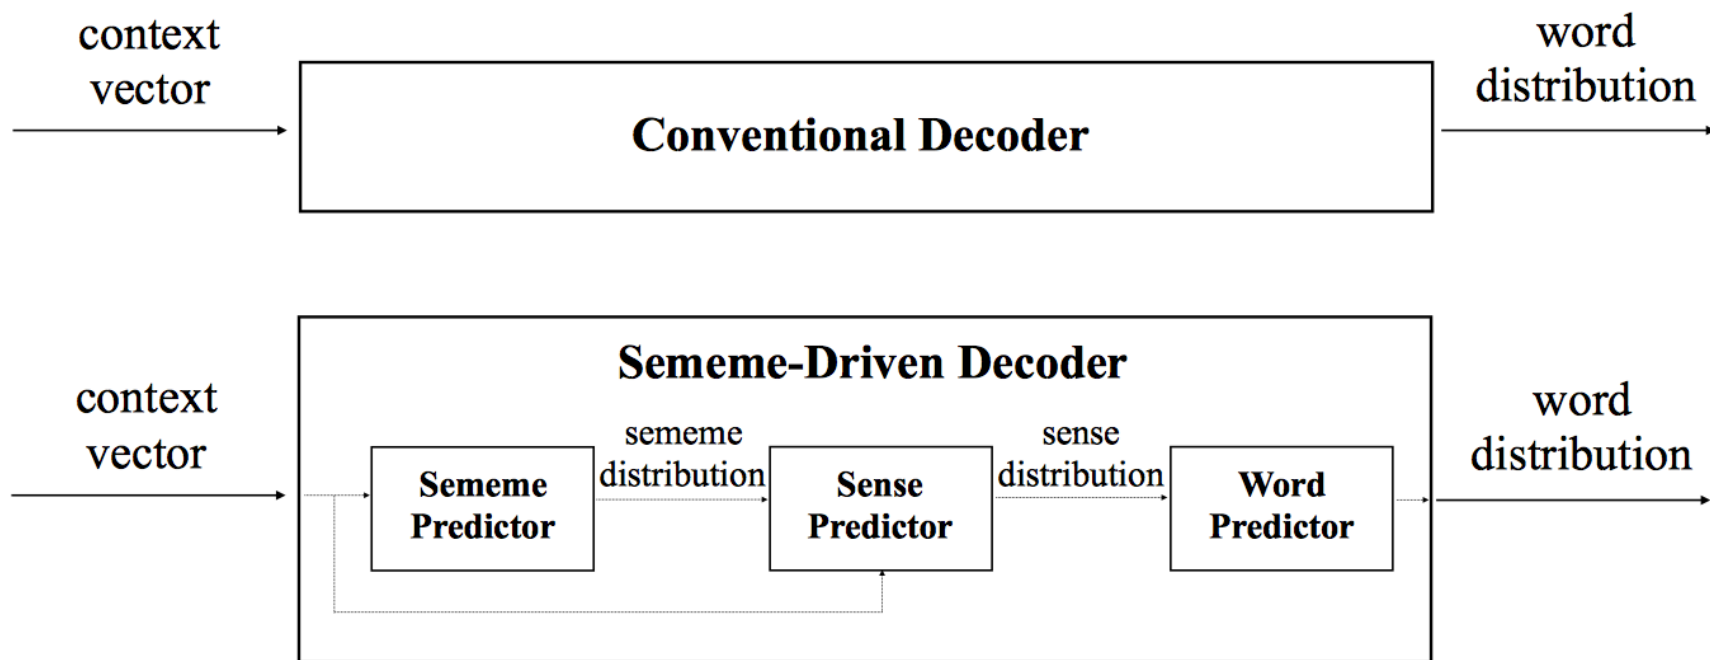 context
vector
Conventional Decoder
word
distribution
Sememe-Driven Decoder
context
vector
Sememe
Predictor
sememe
distribution
Sense
Predictor
sense
distribution
Word
Predictor
word
distribution